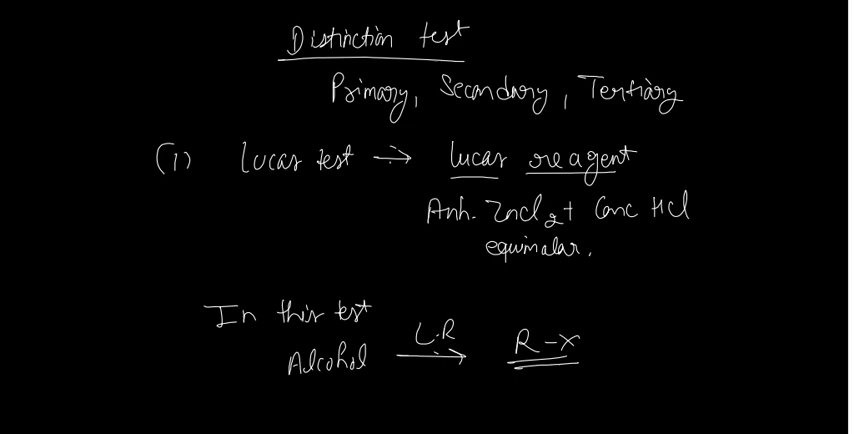 Distinction test
Primary, Secondary, Tertiary
(1) Lucas test → Lucas reagent
Anh. ZnCl2 + Conc HCl
equimolar.
In this test
L.R
Alcohol → R-X